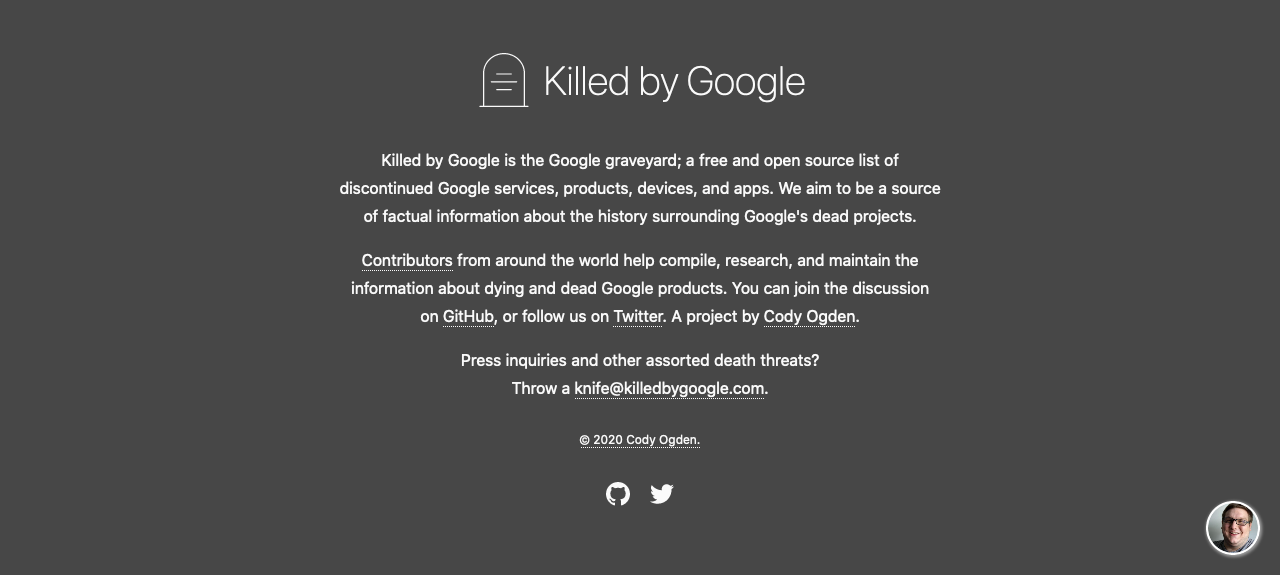 Killed by Google
Killed by Google is the Google graveyard; a free and open source list of
discontinued Google services, products, devices, and apps. We aim to be a source
of factual information about the history surrounding Google's dead projects.
Contributors from around the world help compile, research, and maintain the
information about dying and dead Google products. You can join the discussion
on GitHub, or follow us on Twitter. A project by Cody Ogden.
Press inquiries and other assorted death threats?
Throw a knife@killedbygoogle.com.
© 2020 Cody Ogden.